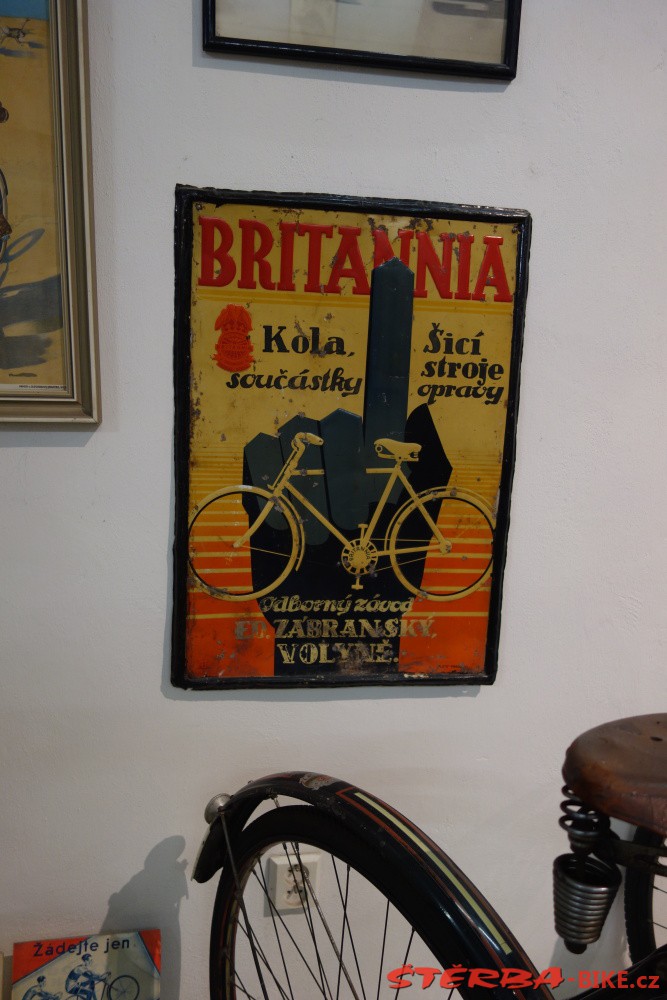 BRITANNIA
Kola,
součástky
Šicí
stroje
opravy
Odborný závod
ED. ZÁBRANSKÝ,
VOLYNĚ.
Žádejte jen
ŠTĚRBA-BIKE.cz